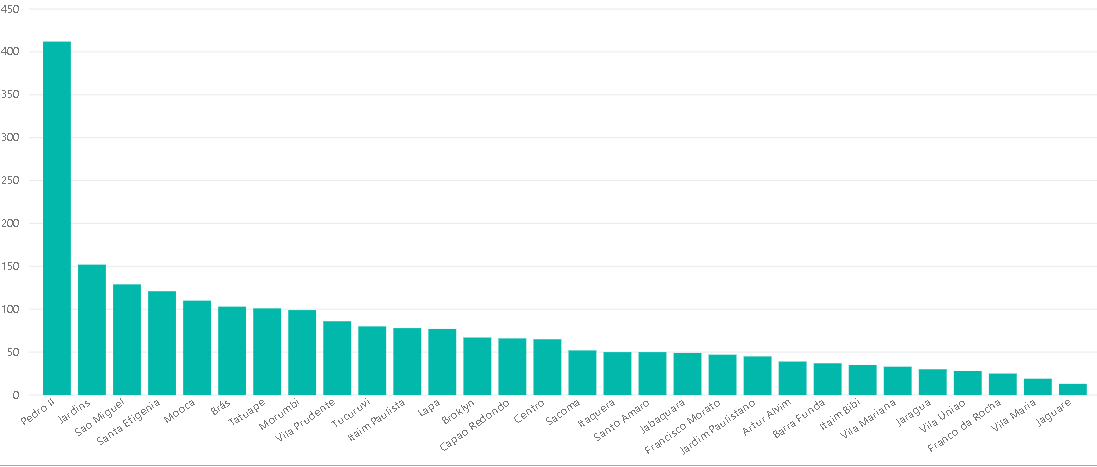 450
400
350
300
250
200
150
100
50
0
Pedro II
Jardins
Sao Miguel
Santa Efigenia
Mooca
Brás
Tatuape
Morumbi
Vila Prudente
Tucuruvi
Itaim Paulista
Lapa
Broklyn
Capao Redondo
Centro
Sacoma
Itaquera
Santo Amaro
Jabaquara
Francisco Morato
Jardim Paulistano
Artur Alvim
Barra Funda
Itaim Bibi
Vila Mariana
Jaragua
Vila Uniao
Franco da Rocha
Vila Maria
Jaguare